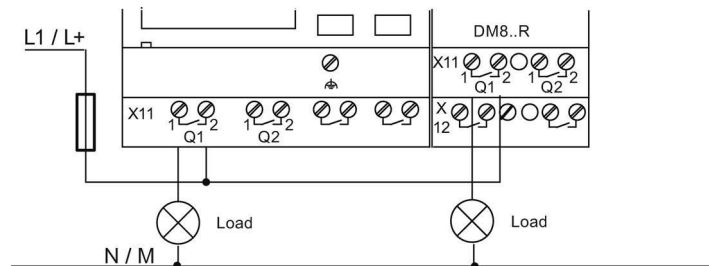 DM8..R
L1 / L+
X11 1 2 1 2
Q1 Q2
X11 1 2 1 2
Q1 Q2
X
12
Load Load
N / M